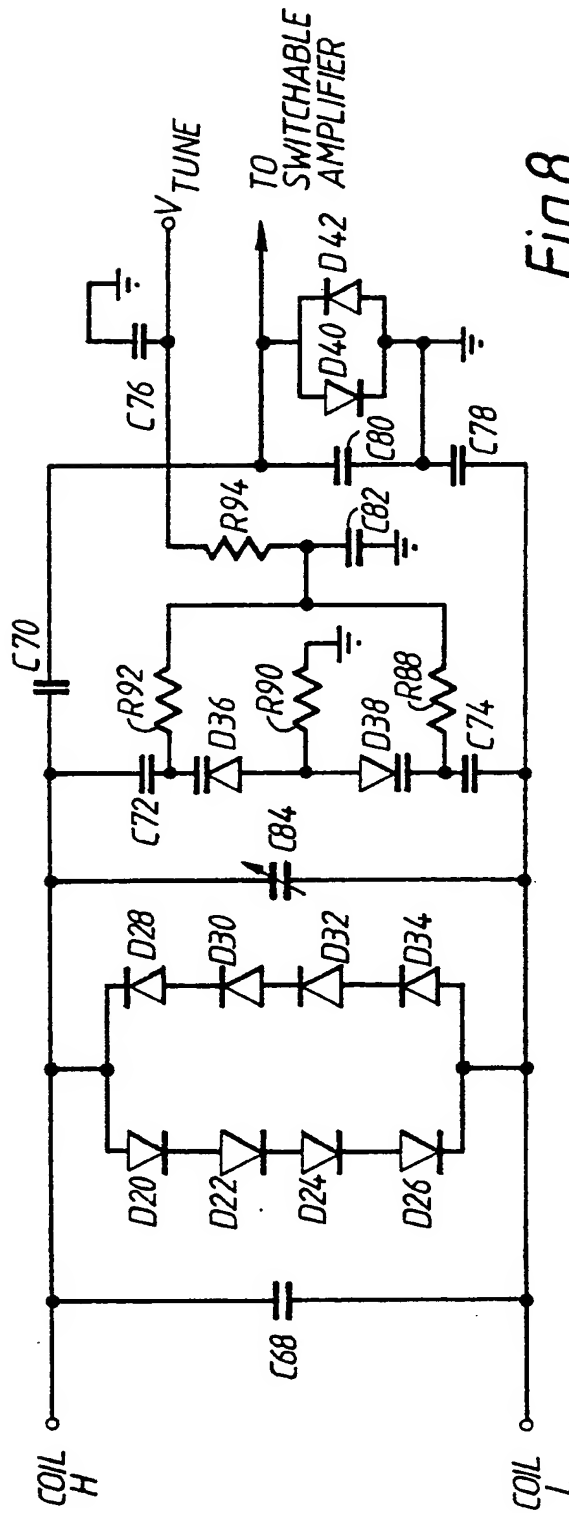 COIL
H
COIL
L
C68
D20
D22
D24
D26
D28
D30
D32
D34
C84
C70
C72
R92
D36
R90
D38
R88
C74
R94
C82
C76
V TUNE
TO
SWITCHABLE
AMPLIFIER
D40
D42
C80
C78
Fig.8